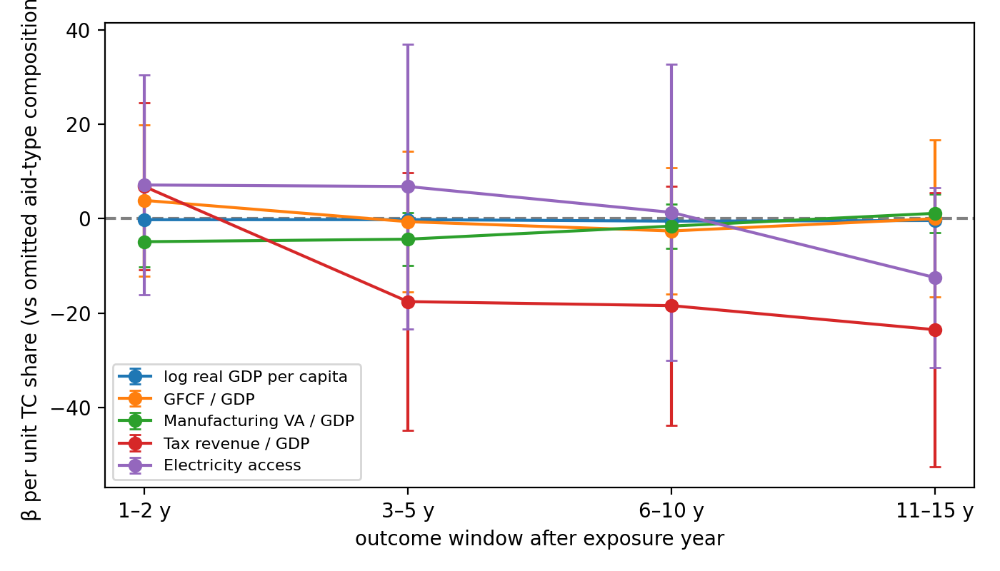 β per unit TC share (vs omitted aid-type composition
40
20
0
−20
−40
log real GDP per capita
GFCF / GDP
Manufacturing VA / GDP
Tax revenue / GDP
Electricity access
1–2 y
3–5 y
6–10 y
11–15 y
outcome window after exposure year